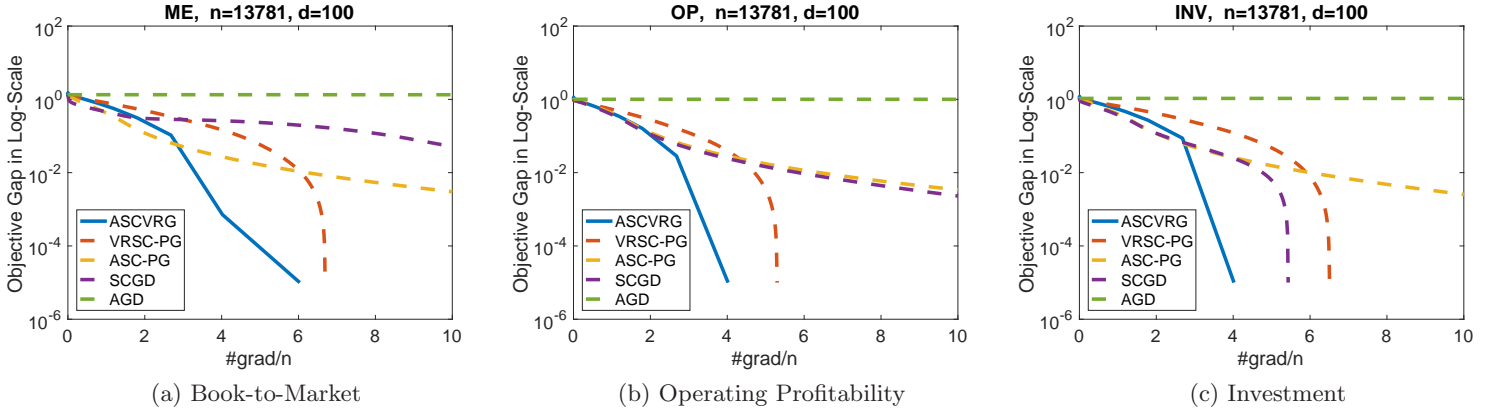 ME, n=13781, d=100
Objective Gap in Log-Scale
10^2
10^0
10^-2
10^-4
10^-6
ASCVRG
VRSC-PG
ASC-PG
SCGD
AGD
0 2 4 6 8 10
#grad/n
(a) Book-to-Market
OP, n=13781, d=100
Objective Gap in Log-Scale
10^2
10^0
10^-2
10^-4
10^-6
ASCVRG
VRSC-PG
ASC-PG
SCGD
AGD
0 2 4 6 8 10
#grad/n
(b) Operating Profitability
INV, n=13781, d=100
Objective Gap in Log-Scale
10^2
10^0
10^-2
10^-4
10^-6
ASCVRG
VRSC-PG
ASC-PG
SCGD
AGD
0 2 4 6 8 10
#grad/n
(c) Investment